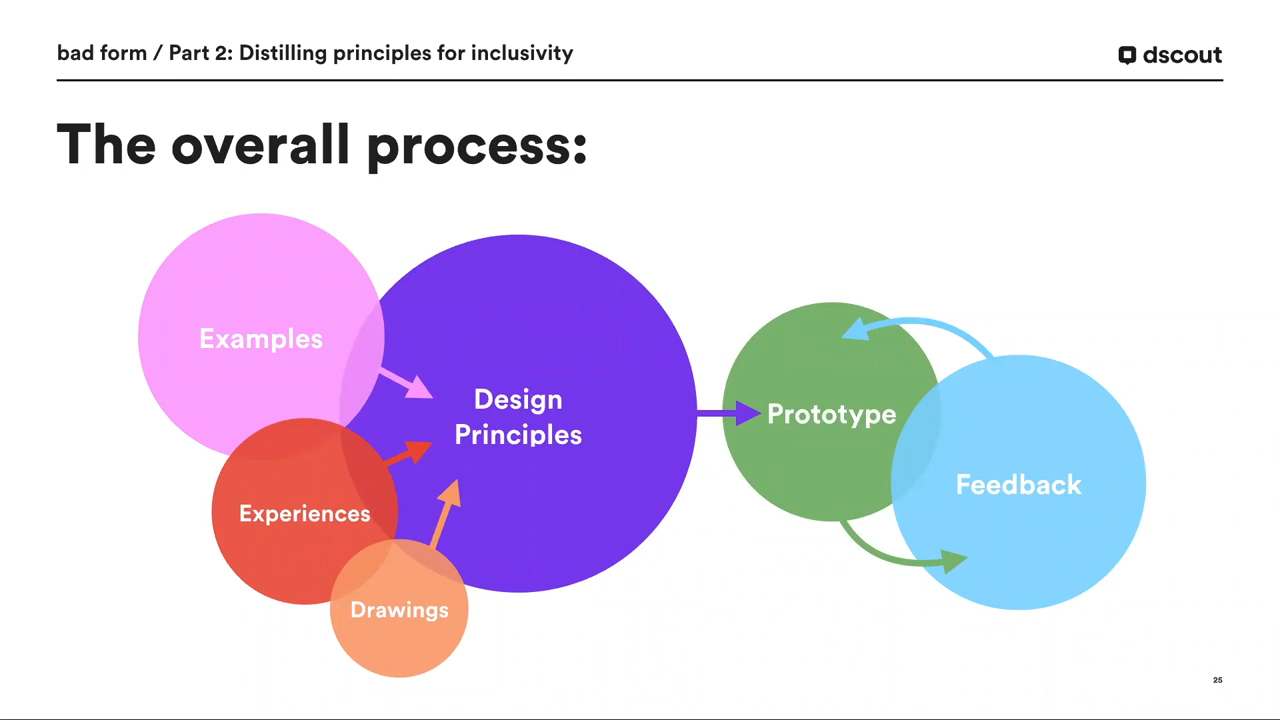 bad form / Part 2: Distilling principles for inclusivity
dscout
The overall process:
Examples
Design
Principles
Prototype
Feedback
Experiences
Drawings
25